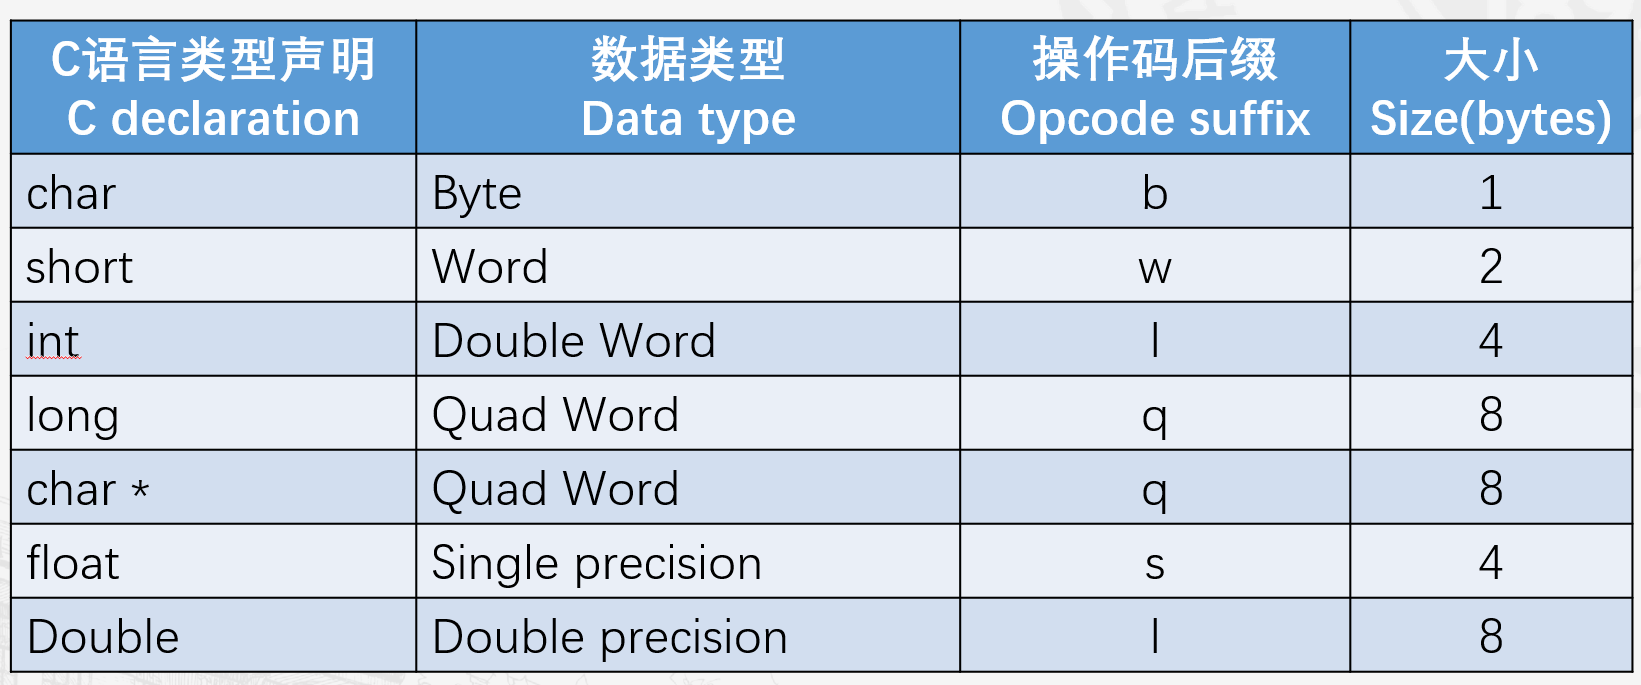 C语言类型声明 数据类型 操作码后缀 大小
C declaration Data type Opcode suffix Size(bytes)
char Byte b 1
short Word w 2
int Double Word l 4
long Quad Word q 8
char * Quad Word q 8
float Single precision s 4
Double Double precision l 8